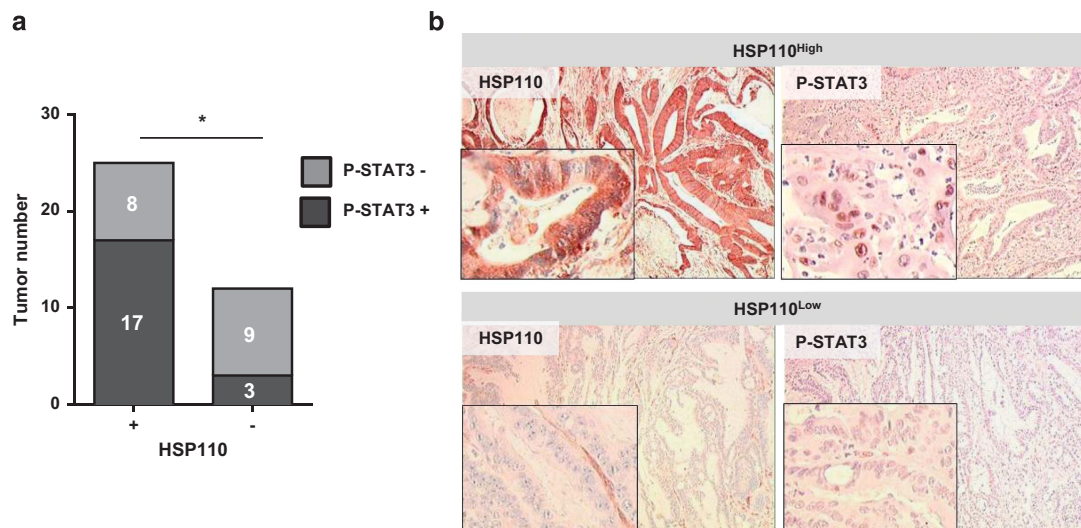 a
30
20
10
0
Tumor number
*
8
17
9
3
+
-
HSP110
P-STAT3 -
P-STAT3 +
b
HSP110High
HSP110
P-STAT3
HSP110Low
HSP110
P-STAT3